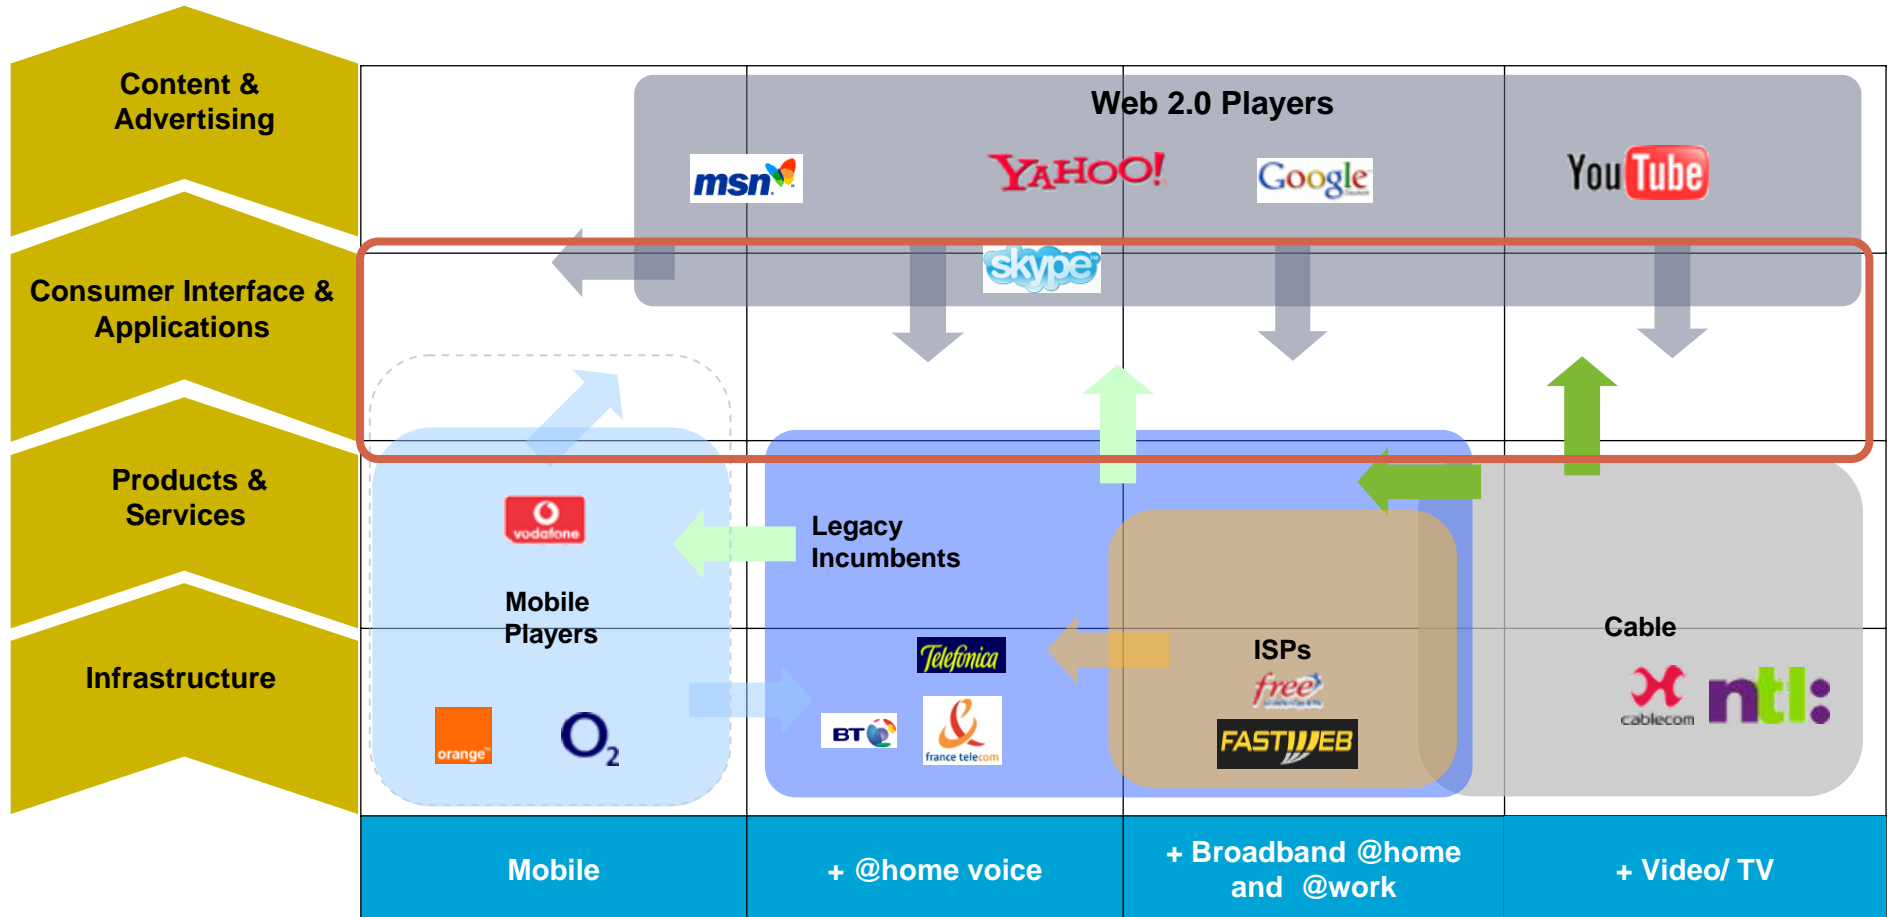 Content &
Advertising
Web 2.0 Players
msn
YAHOO!
Google
YouTube
skype
Consumer Interface &
Applications
Products &
Services
vodafone
Legacy
Incumbents
Mobile
Players
Cable
Infrastructure
Telefónica
ISPs
free
cablecom
ntl:
orange™
O2
BT
france telecom
FASTWEB
Mobile
+ @home voice
+ Broadband @home
and @work
+ Video/ TV